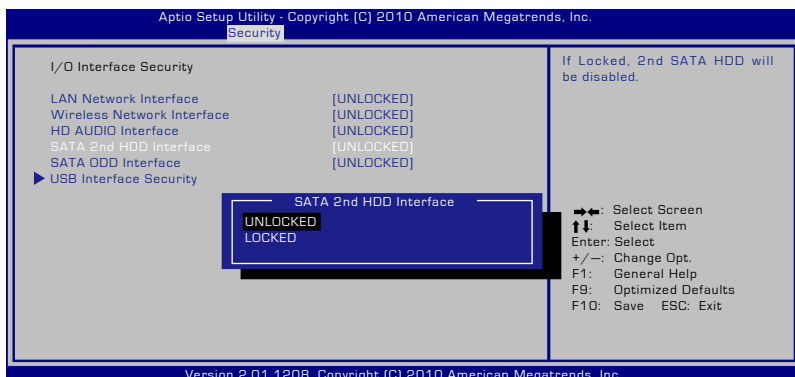 Aptio Setup Utility - Copyright (C) 2010 American Megatrends, Inc.
Security
I/O Interface Security
LAN Network Interface [UNLOCKED]
Wireless Network Interface [UNLOCKED]
HD AUDIO Interface [UNLOCKED]
SATA 2nd HDD Interface [UNLOCKED]
SATA ODD Interface [UNLOCKED]
USB Interface Security
SATA 2nd HDD Interface
UNLOCKED
LOCKED
If Locked, 2nd SATA HDD will
be disabled.
→←: Select Screen
↑↓: Select Item
Enter: Select
+/—: Change Opt.
F1: General Help
F9: Optimized Defaults
F10: Save ESC: Exit
Version 2.01.1208. Copyright (C) 2010 American Megatrends, Inc.